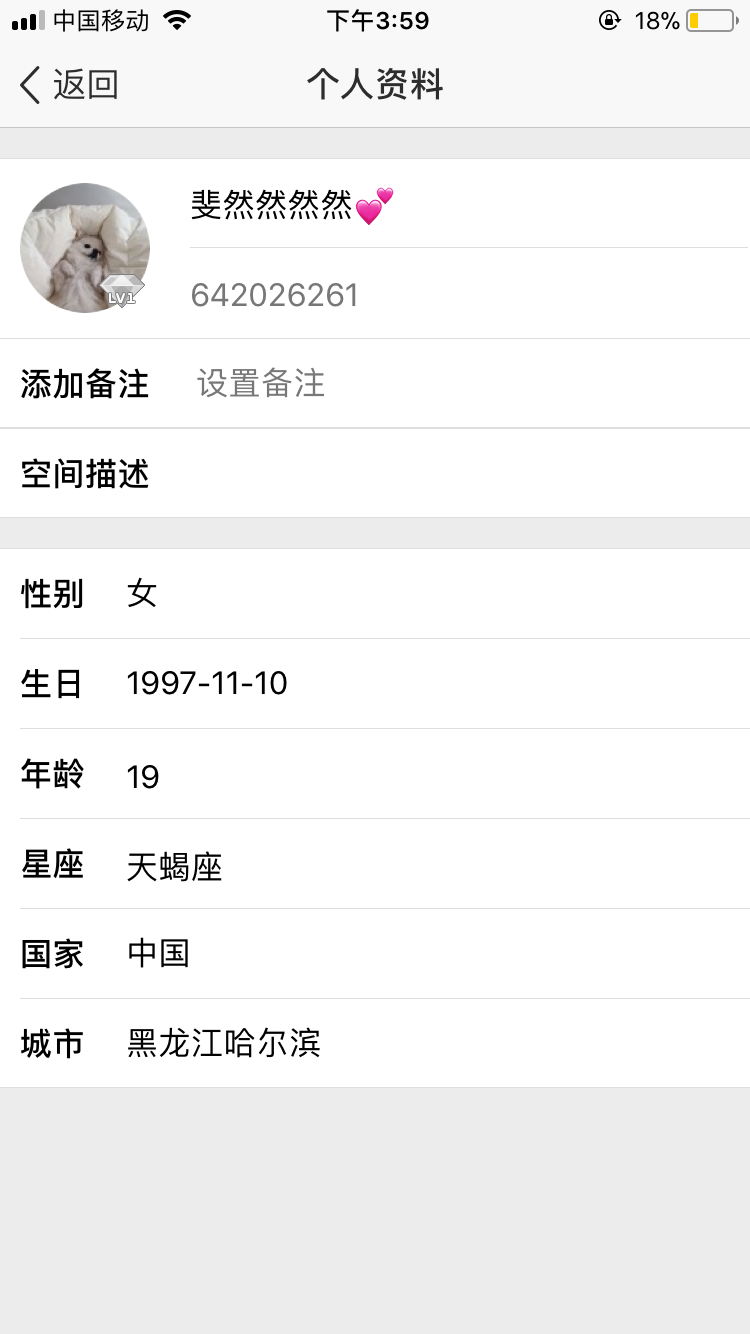 中国移动 下午3:59 18%
返回 个人资料
斐然然然然💕
LV1
642026261
添加备注 设置备注
空间描述
性别 女
生日 1997-11-10
年龄 19
星座 天蝎座
国家 中国
城市 黑龙江哈尔滨